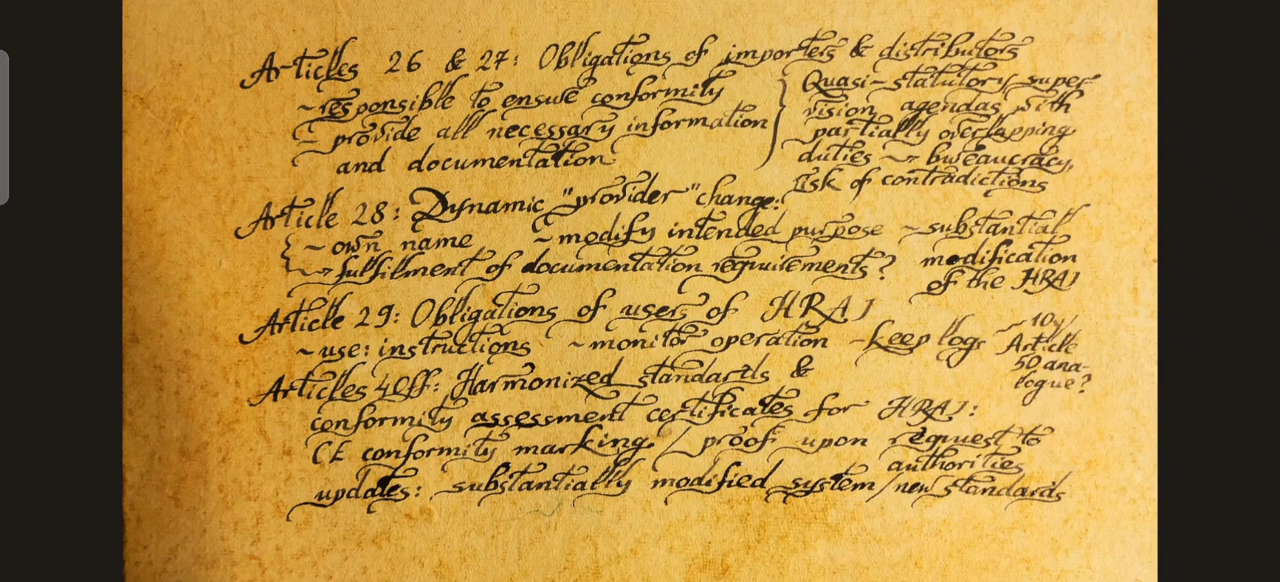 Articles 26 & 27: Obligations of importers & distributors
~ responsible to ensure conformity
~ provide all necessary information
and documentation
Quasi-statutory super
vision agendas with
partially overlapping
duties ~> bureaucracy,
risk of contradictions
Article 28: Dynamic "provider" change:
~ own name ~ modify intended purpose ~ substantial
modification
of the HRAI
~> fulfilment of documentation requirements?
Article 29: Obligations of users of HRAI
~ use: instructions ~ monitor operation - keep logs
~ 10y/
Article
50 ana-
logue?
Articles 40ff: Harmonized standards &
conformity assessment certificates for HRAI:
CE conformity marking / proof upon request to
authorities
updates: substantially modified system / new standards